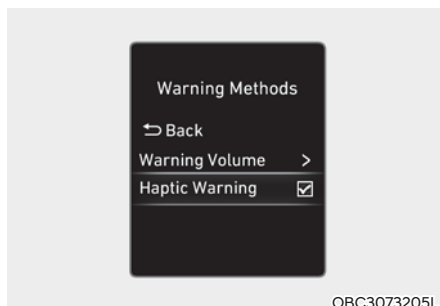 Warning Methods
Back
Warning Volume >
Haptic Warning
OBC3073205L